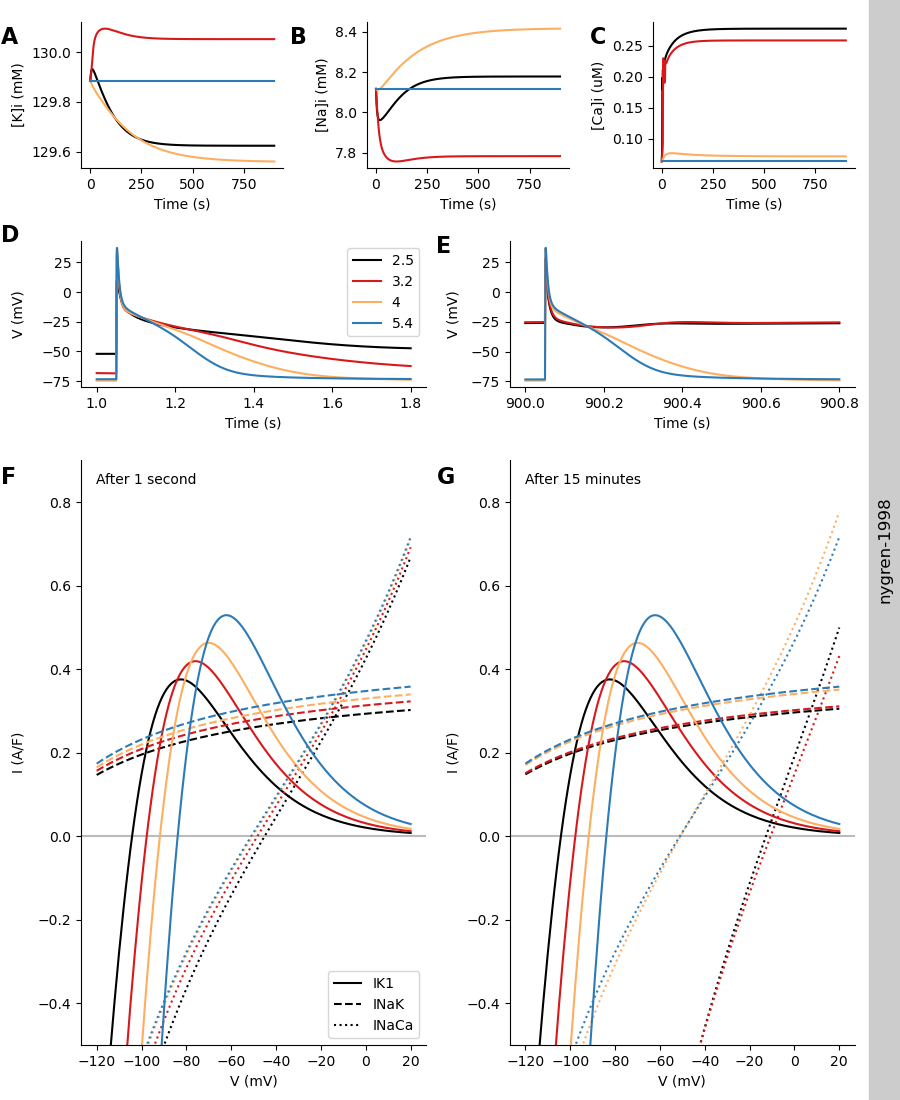 A
[K]i (mM)
130.0
129.8
129.6
0 250 500 750
Time (s)
B
[Na]i (mM)
8.4
8.2
8.0
7.8
0 250 500 750
Time (s)
C
[Ca]i (uM)
0.25
0.20
0.15
0.10
0 250 500 750
Time (s)
D
V (mV)
25
0
−25
−50
−75
1.0 1.2 1.4 1.6 1.8
Time (s)
2.5
3.2
4
5.4
E
V (mV)
25
0
−25
−50
−75
900.0 900.2 900.4 900.6 900.8
Time (s)
F
After 1 second
I (A/F)
0.8
0.6
0.4
0.2
0.0
−0.2
−0.4
−120 −100 −80 −60 −40 −20 0 20
V (mV)
IK1
INaK
INaCa
G
After 15 minutes
I (A/F)
0.8
0.6
0.4
0.2
0.0
−0.2
−0.4
−120 −100 −80 −60 −40 −20 0 20
V (mV)
nygren-1998